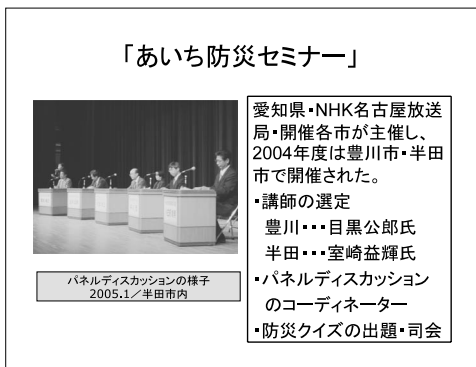 「あいち防災セミナー」
愛知県・NHK名古屋放送
局・開催各市が主催し、
2004年度は豊川市・半田
市で開催された。
・講師の選定
豊川・・・目黒公郎氏
半田・・・室崎益輝氏
・パネルディスカッション
のコーディネーター
・防災クイズの出題・司会
パネルディスカッションの様子
2005.1／半田市内